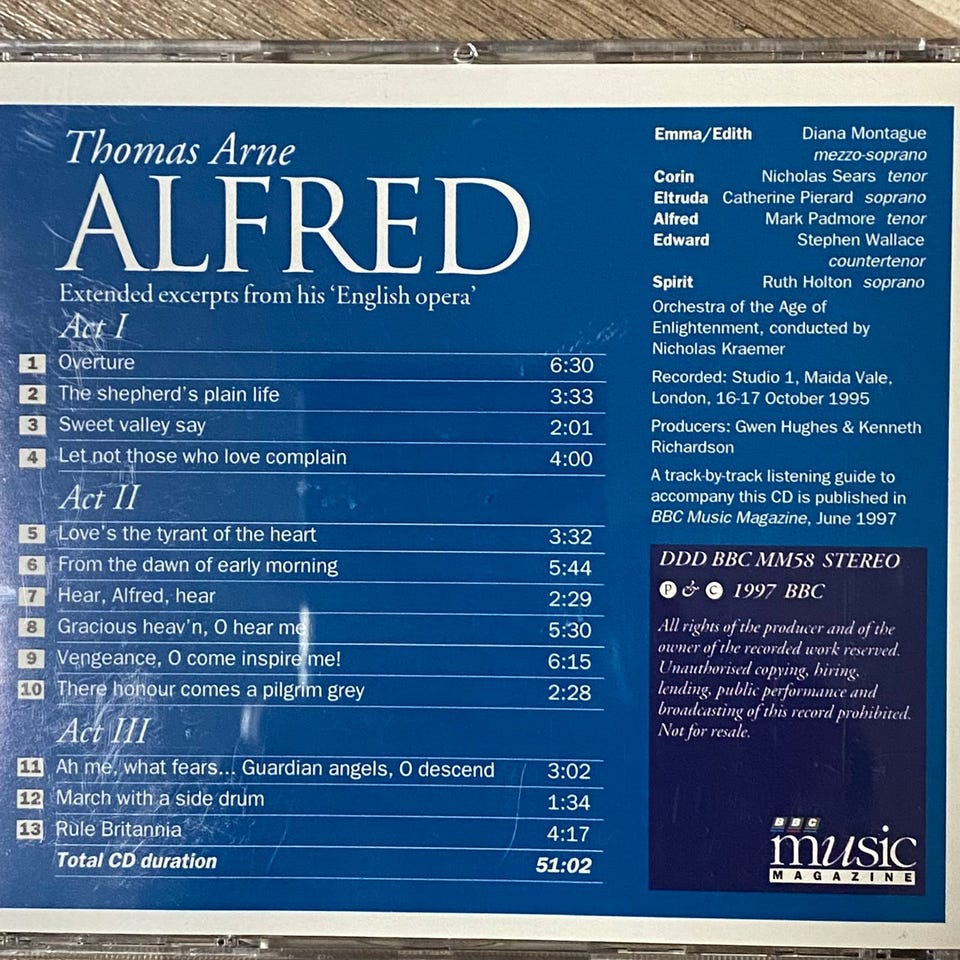 Thomas Arne
ALFRED
Extended excerpts from his 'English opera'
Act I
1 Overture 6:30
2 The shepherd's plain life 3:33
3 Sweet valley say 2:01
4 Let not those who love complain 4:00
Act II
5 Love's the tyrant of the heart 3:32
6 From the dawn of early morning 5:44
7 Hear, Alfred, hear 2:29
8 Gracious heav'n, O hear me 5:30
9 Vengeance, O come inspire me! 6:15
10 There honour comes a pilgrim grey 2:28
Act III
11 Ah me, what fears... Guardian angels, O descend 3:02
12 March with a side drum 1:34
13 Rule Britannia 4:17
Total CD duration 51:02
Emma/Edith Diana Montague
mezzo-soprano
Corin Nicholas Sears tenor
Eltruda Catherine Pierard soprano
Alfred Mark Padmore tenor
Edward Stephen Wallace
countertenor
Spirit Ruth Holton soprano
Orchestra of the Age of
Enlightenment, conducted by
Nicholas Kraemer
Recorded: Studio 1, Maida Vale,
London, 16-17 October 1995
Producers: Gwen Hughes & Kenneth
Richardson
A track-by-track listening guide to
accompany this CD is published in
BBC Music Magazine, June 1997
DDD BBC MM58 STEREO
Ⓟ & © 1997 BBC
All rights of the producer and of the
owner of the recorded work reserved.
Unauthorised copying, hiring,
lending, public performance and
broadcasting of this record prohibited.
Not for resale.
BBC
music
MAGAZINE